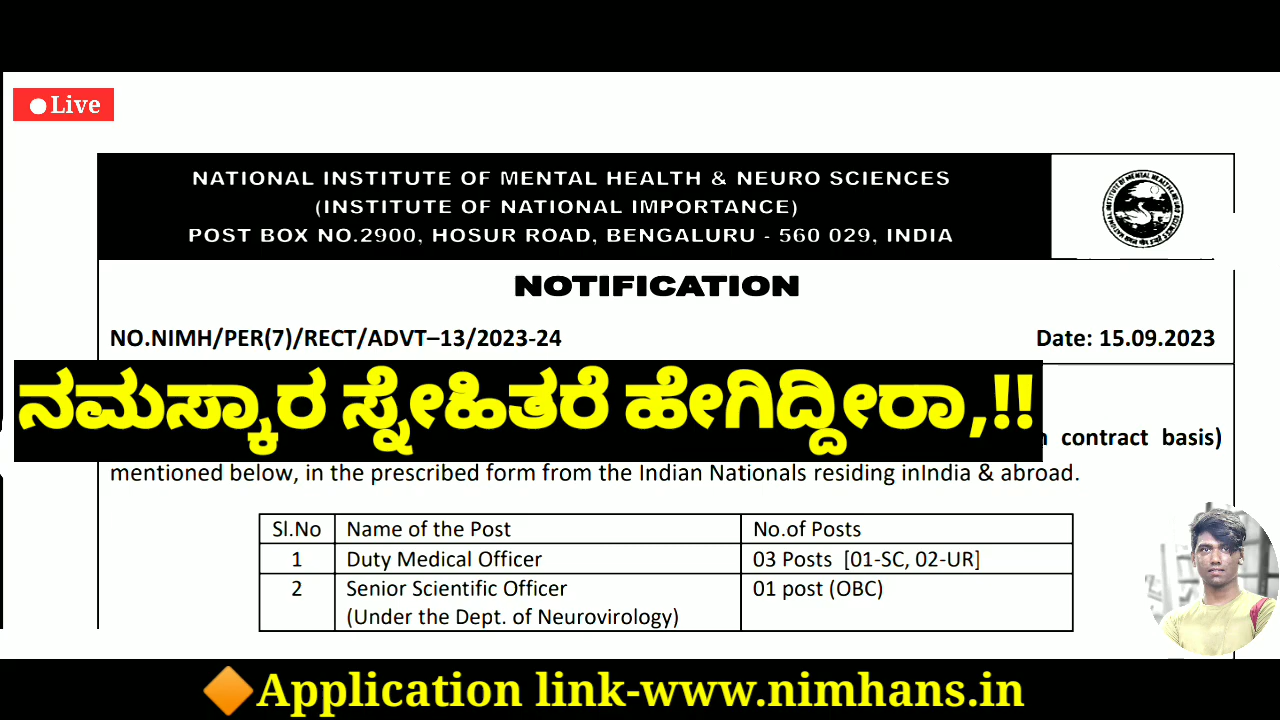 Live
NATIONAL INSTITUTE OF MENTAL HEALTH & NEURO SCIENCES
(INSTITUTE OF NATIONAL IMPORTANCE)
POST BOX NO.2900, HOSUR ROAD, BENGALURU - 560 029, INDIA
NOTIFICATION
NO.NIMH/PER(7)/RECT/ADVT–13/2023-24 Date: 15.09.2023
ನಮಸ್ಕಾರ ಸ್ನೇಹಿತರೆ ಹೇಗಿದ್ದೀರಾ,!!
contract basis)
mentioned below, in the prescribed form from the Indian Nationals residing inIndia & abroad.
Sl.No Name of the Post No.of Posts
1 Duty Medical Officer 03 Posts [01-SC, 02-UR]
2 Senior Scientific Officer 01 post (OBC)
(Under the Dept. of Neurovirology)
🔶Application link-www.nimhans.in